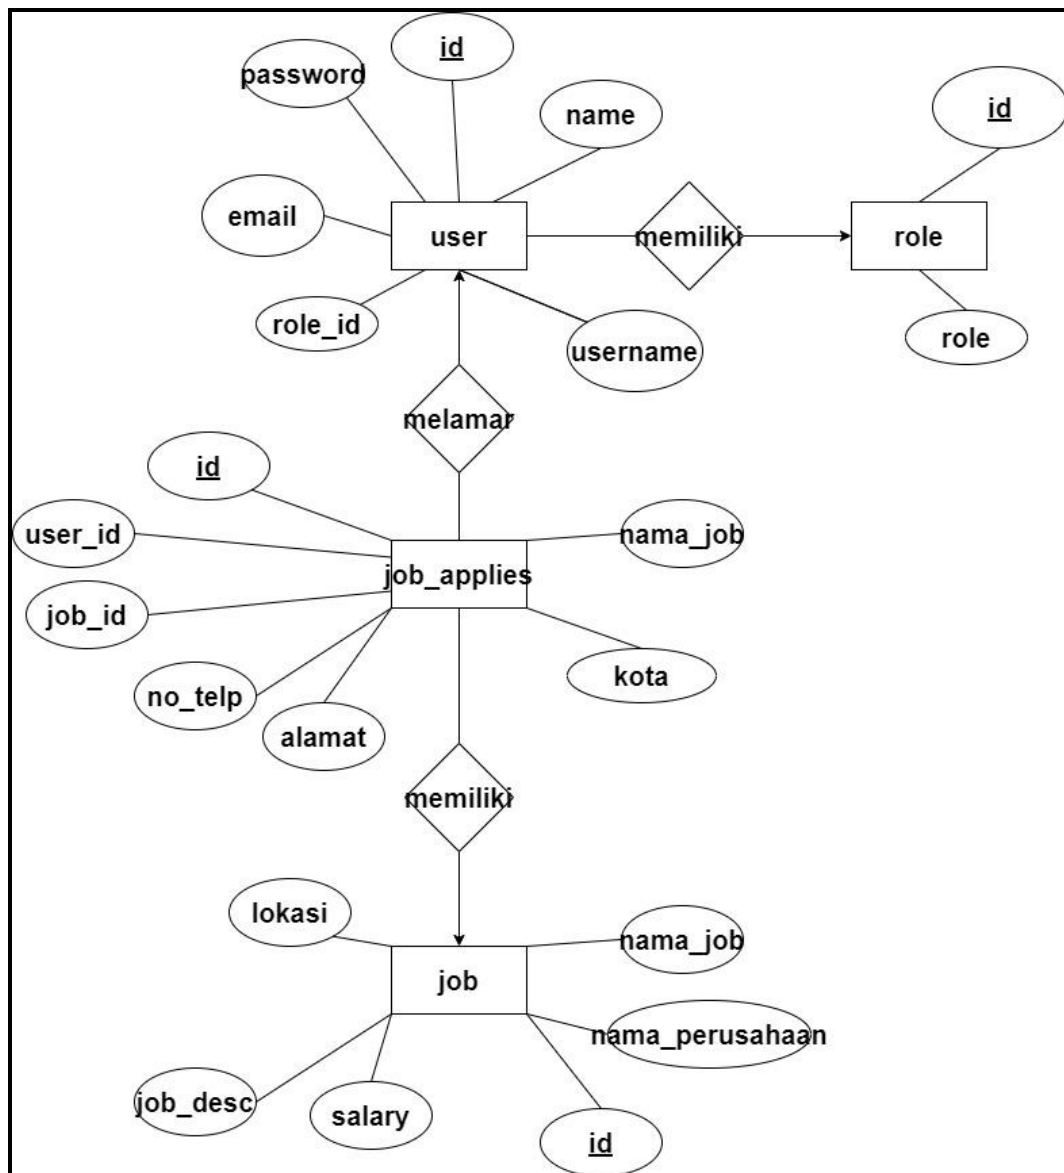 id
password
name
id
email
user
memiliki
role
role_id
username
role
melamar
id
user_id
nama_job
job_applies
job_id
kota
no_telp
alamat
memiliki
lokasi
nama_job
job
nama_perusahaan
job_desc
salary
id